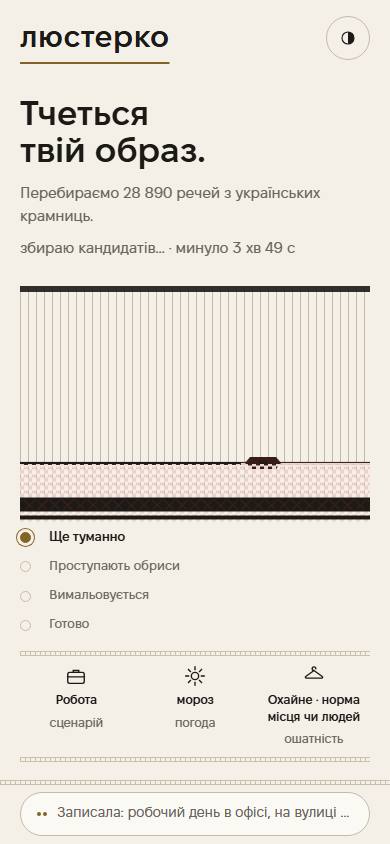 люстерко
Тчеться
твій образ.
Перебираємо 28 890 речей з українських
крамниць.
збираю кандидатів... · минуло 3 хв 49 с
Ще туманно
Проступають обриси
Вимальовується
Готово
Робота
сценарій
мороз
погода
Охайне · норма
місця чи людей
ошатність
Записала: робочий день в офісі, на вулиці ...